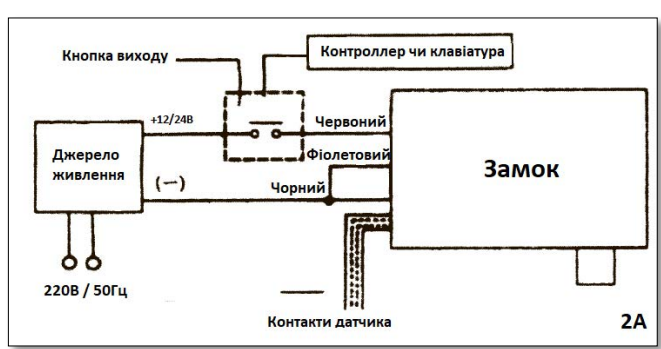 Кнопка виходу
Контроллер чи клавіатура
+12/24В
Червоний
Джерело
живлення
Фіолетовий
Замок
(—)
Чорний
220В / 50Гц
Контакти датчика
2А